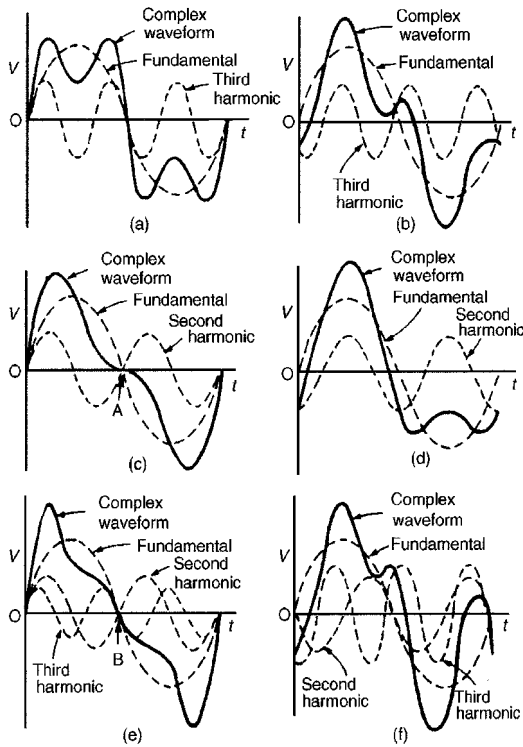 Complex
waveform
V
Fundamental
Third
harmonic
O
t
(a)
Complex
waveform
V
Fundamental
O
t
Third
harmonic
(b)
Complex
waveform
V
Fundamental
Second
harmonic
O
t
A
(c)
Complex
waveform
V
Fundamental
Second
harmonic
O
t
(d)
Complex
waveform
V
Fundamental
Second
harmonic
O
t
B
Third
harmonic
(e)
Complex
waveform
V
Fundamental
O
t
Second
harmonic
Third
harmonic
(f)